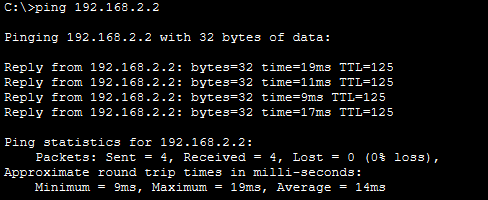 C:\>ping 192.168.2.2
Pinging 192.168.2.2 with 32 bytes of data:
Reply from 192.168.2.2: bytes=32 time=19ms TTL=125
Reply from 192.168.2.2: bytes=32 time=11ms TTL=125
Reply from 192.168.2.2: bytes=32 time=9ms TTL=125
Reply from 192.168.2.2: bytes=32 time=17ms TTL=125
Ping statistics for 192.168.2.2:
    Packets: Sent = 4, Received = 4, Lost = 0 (0% loss),
Approximate round trip times in milli-seconds:
    Minimum = 9ms, Maximum = 19ms, Average = 14ms